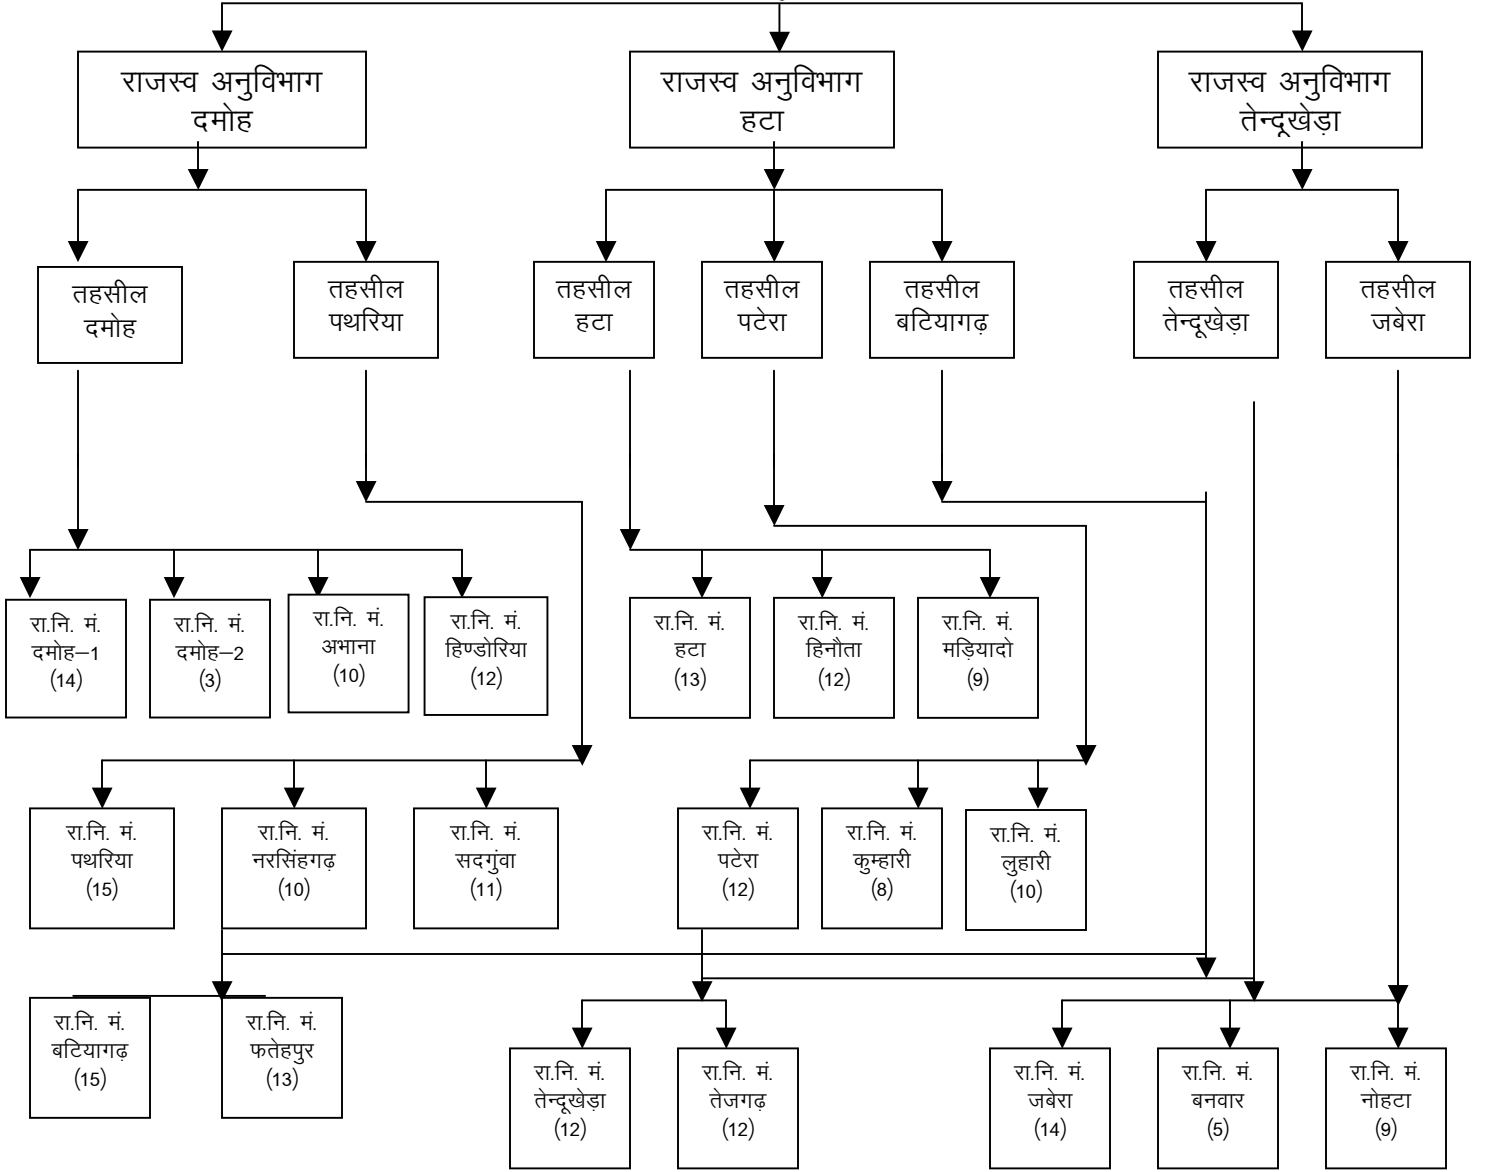 राजस्व अनुविभाग
दमोह
राजस्व अनुविभाग
हटा
राजस्व अनुविभाग
तेन्दूखेड़ा
तहसील
दमोह
तहसील
पथरिया
तहसील
हटा
तहसील
पटेरा
तहसील
बटियागढ़
तहसील
तेन्दूखेड़ा
तहसील
जबेरा
रा.नि. मं.
दमोह–1
(14)
रा.नि. मं.
दमोह–2
(3)
रा.नि. मं.
अभाना
(10)
रा.नि. मं.
हिण्डोरिया
(12)
रा.नि. मं.
हटा
(13)
रा.नि. मं.
हिनौता
(12)
रा.नि. मं.
मड़ियादो
(9)
रा.नि. मं.
पथरिया
(15)
रा.नि. मं.
नरसिंहगढ़
(10)
रा.नि. मं.
सदगुंवा
(11)
रा.नि. मं.
पटेरा
(12)
रा.नि. मं.
कुम्हारी
(8)
रा.नि. मं.
लुहारी
(10)
रा.नि. मं.
बटियागढ़
(15)
रा.नि. मं.
फतेहपुर
(13)
रा.नि. मं.
तेन्दूखेड़ा
(12)
रा.नि. मं.
तेजगढ़
(12)
रा.नि. मं.
जबेरा
(14)
रा.नि. मं.
बनवार
(5)
रा.नि. मं.
नोहटा
(9)